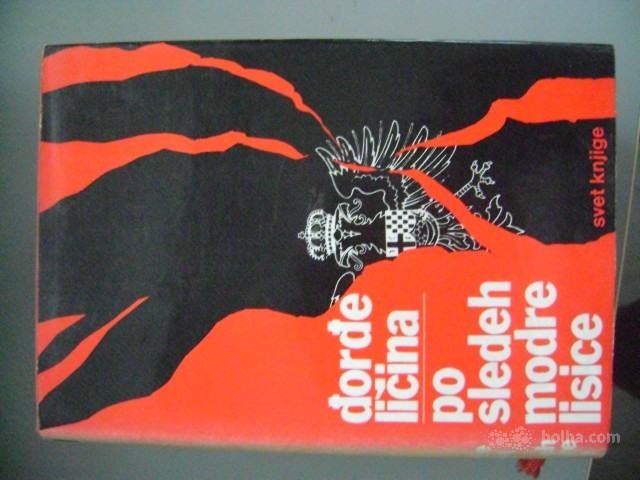 đorđe
ličina
po
sledeh
modre
lisice
svet knjige
bolha.com